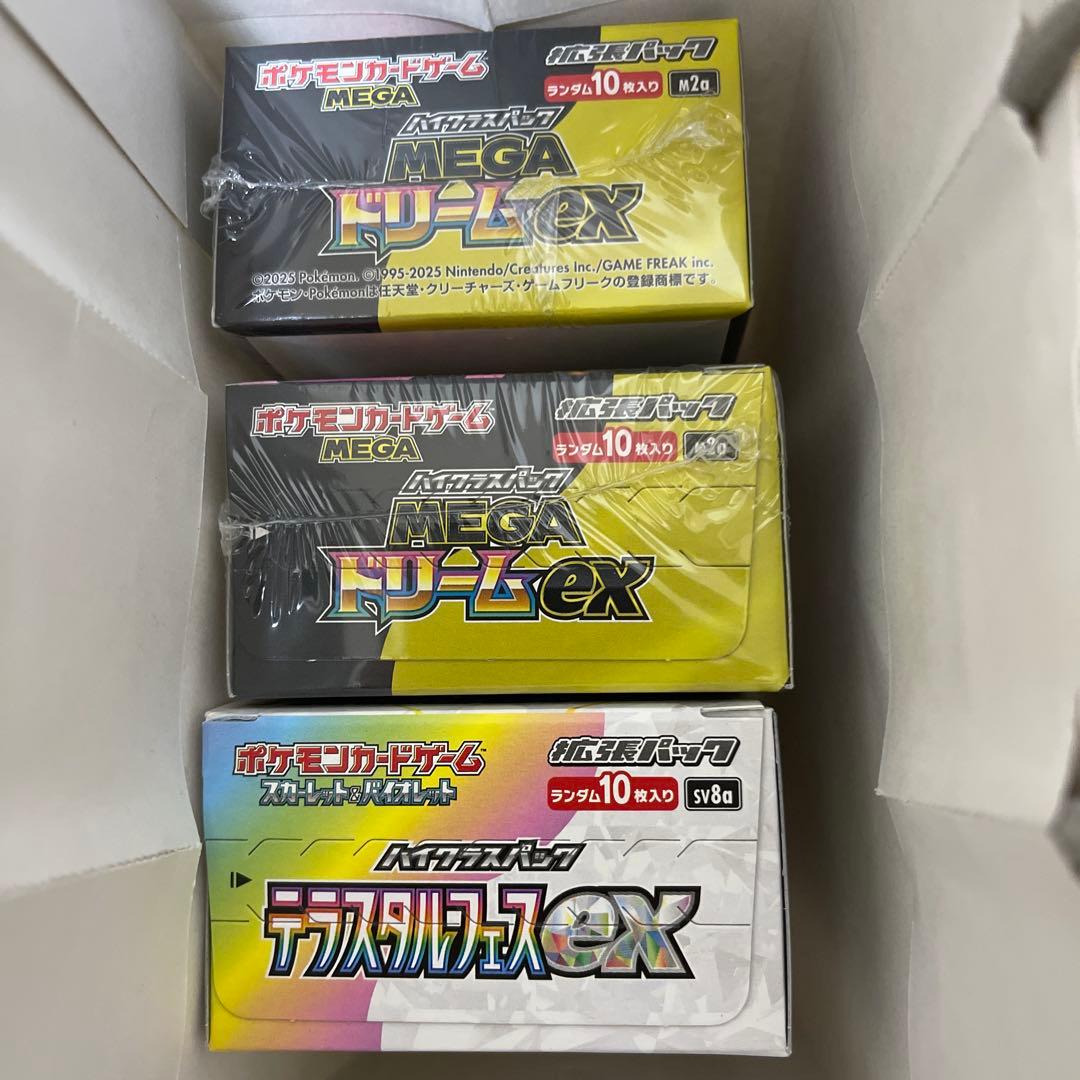 ポケモンカードゲーム
MEGA
拡張パック
ランダム10枚入り M2a
ハイクラスパック
MEGA
ドリームex
©2025 Pokémon. ©1995-2025 Nintendo/Creatures Inc./GAME FREAK inc.
ポケモン・Pokémonは任天堂・クリーチャーズ・ゲームフリークの登録商標です。
ポケモンカードゲーム
MEGA
拡張パック
ランダム10枚入り M2a
ハイクラスパック
MEGA
ドリームex
ポケモンカードゲーム™
スカーレット&バイオレット
拡張パック
ランダム10枚入り SV8a
ハイクラスパック
テラスタルフェスex